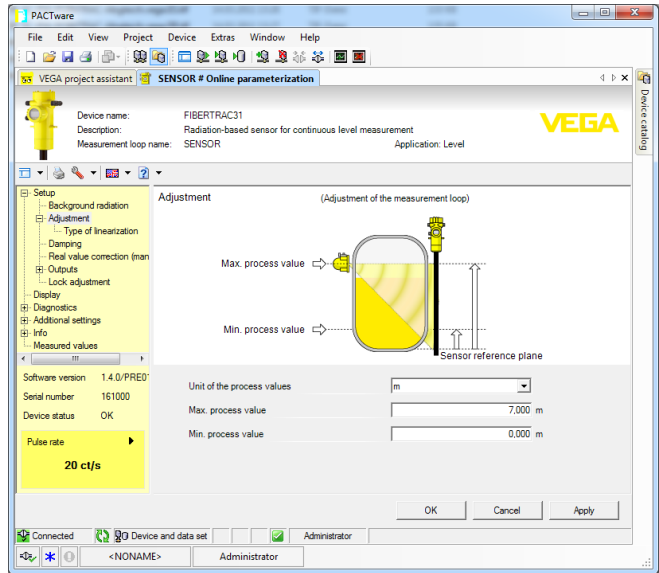 PACTware
File Edit View Project Device Extras Window Help
VEGA project assistant SENSOR # Online parameterization
Device catalog
Device name: FIBERTRAC31
Description: Radiation-based sensor for continuous level measurement
Measurement loop name: SENSOR Application: Level
VEGA
Setup
Background radiation
Adjustment
Type of linearization
Damping
Real value correction (man
Outputs
Lock adjustment
Display
Diagnostics
Additional settings
Info
Measured values
Software version 1.4.0/PRE0
Serial number 161000
Device status OK
Pulse rate
20 ct/s
Adjustment (Adjustment of the measurement loop)
Max. process value
Min. process value
Sensor reference plane
Unit of the process values m
Max. process value 7,000 m
Min. process value 0,000 m
OK Cancel Apply
Connected Device and data set Administrator
<NONAME> Administrator